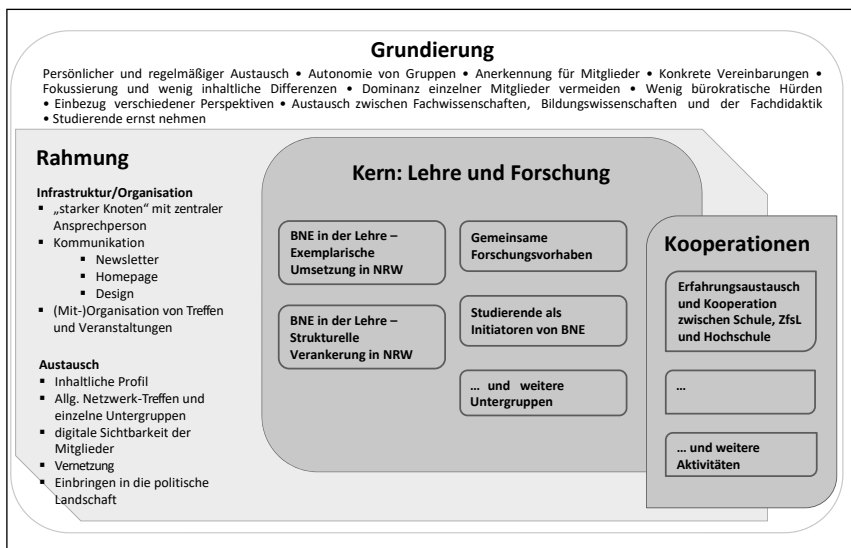 Grundierung
Persönlicher und regelmäßiger Austausch • Autonomie von Gruppen • Anerkennung für Mitglieder • Konkrete Vereinbarungen •
Fokussierung und wenig inhaltliche Differenzen • Dominanz einzelner Mitglieder vermeiden • Wenig bürokratische Hürden
• Einbezug verschiedener Perspektiven • Austausch zwischen Fachwissenschaften, Bildungswissenschaften und der Fachdidaktik
• Studierende ernst nehmen
Rahmung
Infrastruktur/Organisation
▪ „starker Knoten“ mit zentraler
Ansprechperson
▪ Kommunikation
▪ Newsletter
▪ Homepage
▪ Design
▪ (Mit-)Organisation von Treffen
und Veranstaltungen
Austausch
▪ Inhaltliche Profil
▪ Allg. Netzwerk-Treffen und
einzelne Untergruppen
▪ digitale Sichtbarkeit der
Mitglieder
▪ Vernetzung
▪ Einbringen in die politische
Landschaft
Kern: Lehre und Forschung
BNE in der Lehre –
Exemplarische
Umsetzung in NRW
BNE in der Lehre –
Strukturelle
Verankerung in NRW
Gemeinsame
Forschungsvorhaben
Studierende als
Initiatoren von BNE
... und weitere
Untergruppen
Kooperationen
Erfahrungsaustausch
und Kooperation
zwischen Schule, ZfsL
und Hochschule
...
... und weitere
Aktivitäten